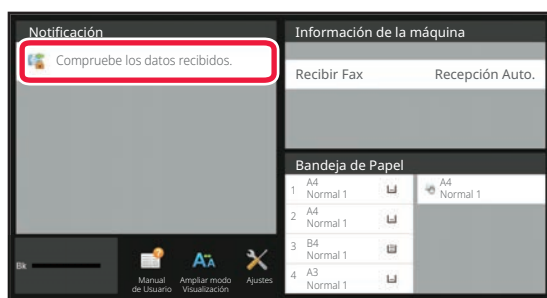 Notificación
Compruebe los datos recibidos.
Información de la máquina
Recibir Fax Recepción Auto.
Bandeja de Papel
1 A4
Normal 1
A4
Normal 1
2 A4
Normal 1
3 B4
Normal 1
4 A3
Normal 1
Bk
Manual
de Usuario
Ampliar modo
Visualización
Ajustes